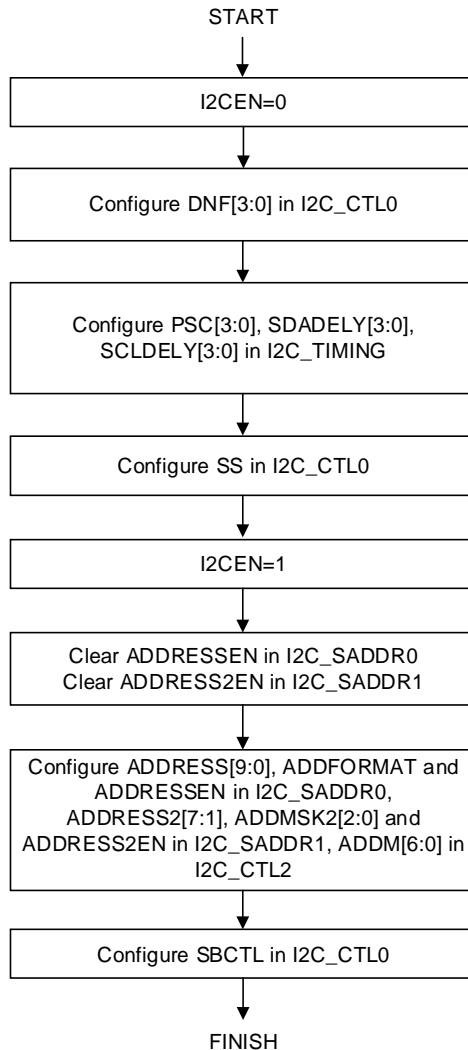 START
I2CEN=0
Configure DNF[3:0] in I2C_CTL0
Configure PSC[3:0], SDADELY[3:0],
SCLDELY[3:0] in I2C_TIMING
Configure SS in I2C_CTL0
I2CEN=1
Clear ADDRESSEN in I2C_SADDR0
Clear ADDRESS2EN in I2C_SADDR1
Configure ADDRESS[9:0], ADDFORMAT and
ADDRESSEN in I2C_SADDR0,
ADDRESS2[7:1], ADDMSK2[2:0] and
ADDRESS2EN in I2C_SADDR1, ADDM[6:0] in
I2C_CTL2
Configure SBCTL in I2C_CTL0
FINISH